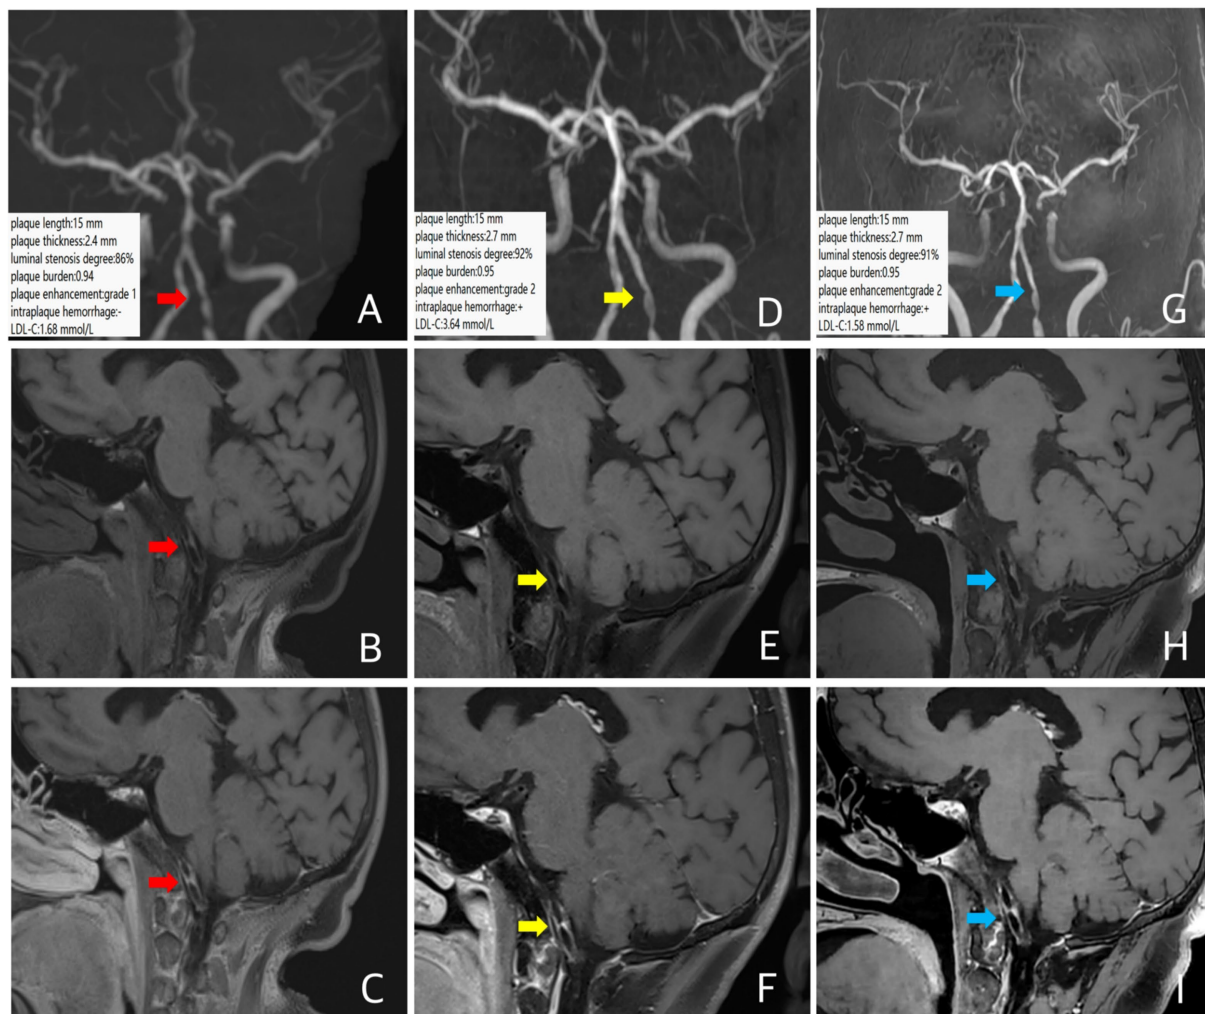 plaque length:15 mm
plaque thickness:2.4 mm
luminal stenosis degree:86%
plaque burden:0.94
plaque enhancement:grade 1
intraplaque hemorrhage:-
LDL-C:1.68 mmol/L
A
plaque length:15 mm
plaque thickness:2.7 mm
luminal stenosis degree:92%
plaque burden:0.95
plaque enhancement:grade 2
intraplaque hemorrhage:+
LDL-C:3.64 mmol/L
D
plaque length:15 mm
plaque thickness:2.7 mm
luminal stenosis degree:91%
plaque burden:0.95
plaque enhancement:grade 2
intraplaque hemorrhage:+
LDL-C:1.58 mmol/L
G
B
E
H
C
F
I